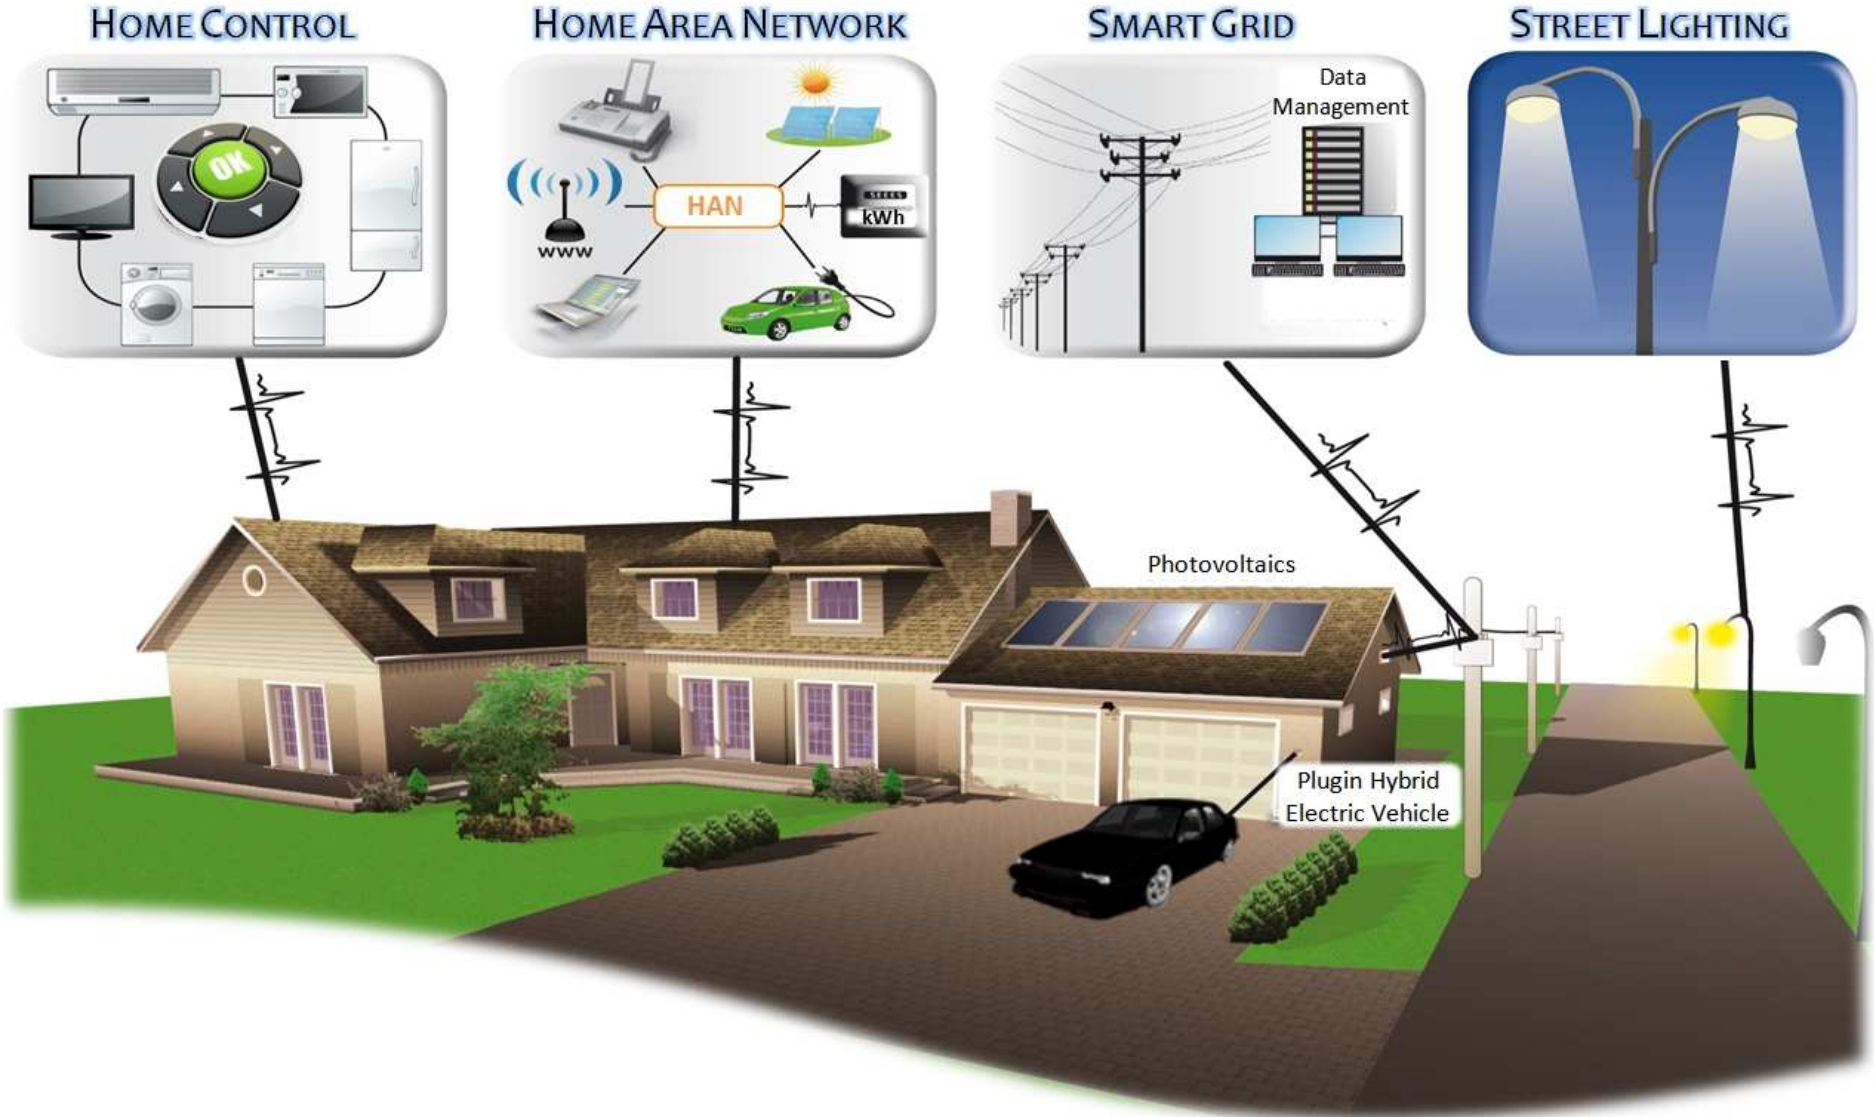 HOME CONTROL
HOME AREA NETWORK
SMART GRID
STREET LIGHTING
OK
HAN
www
kWh
Data
Management
Photovoltaics
Plugin Hybrid
Electric Vehicle